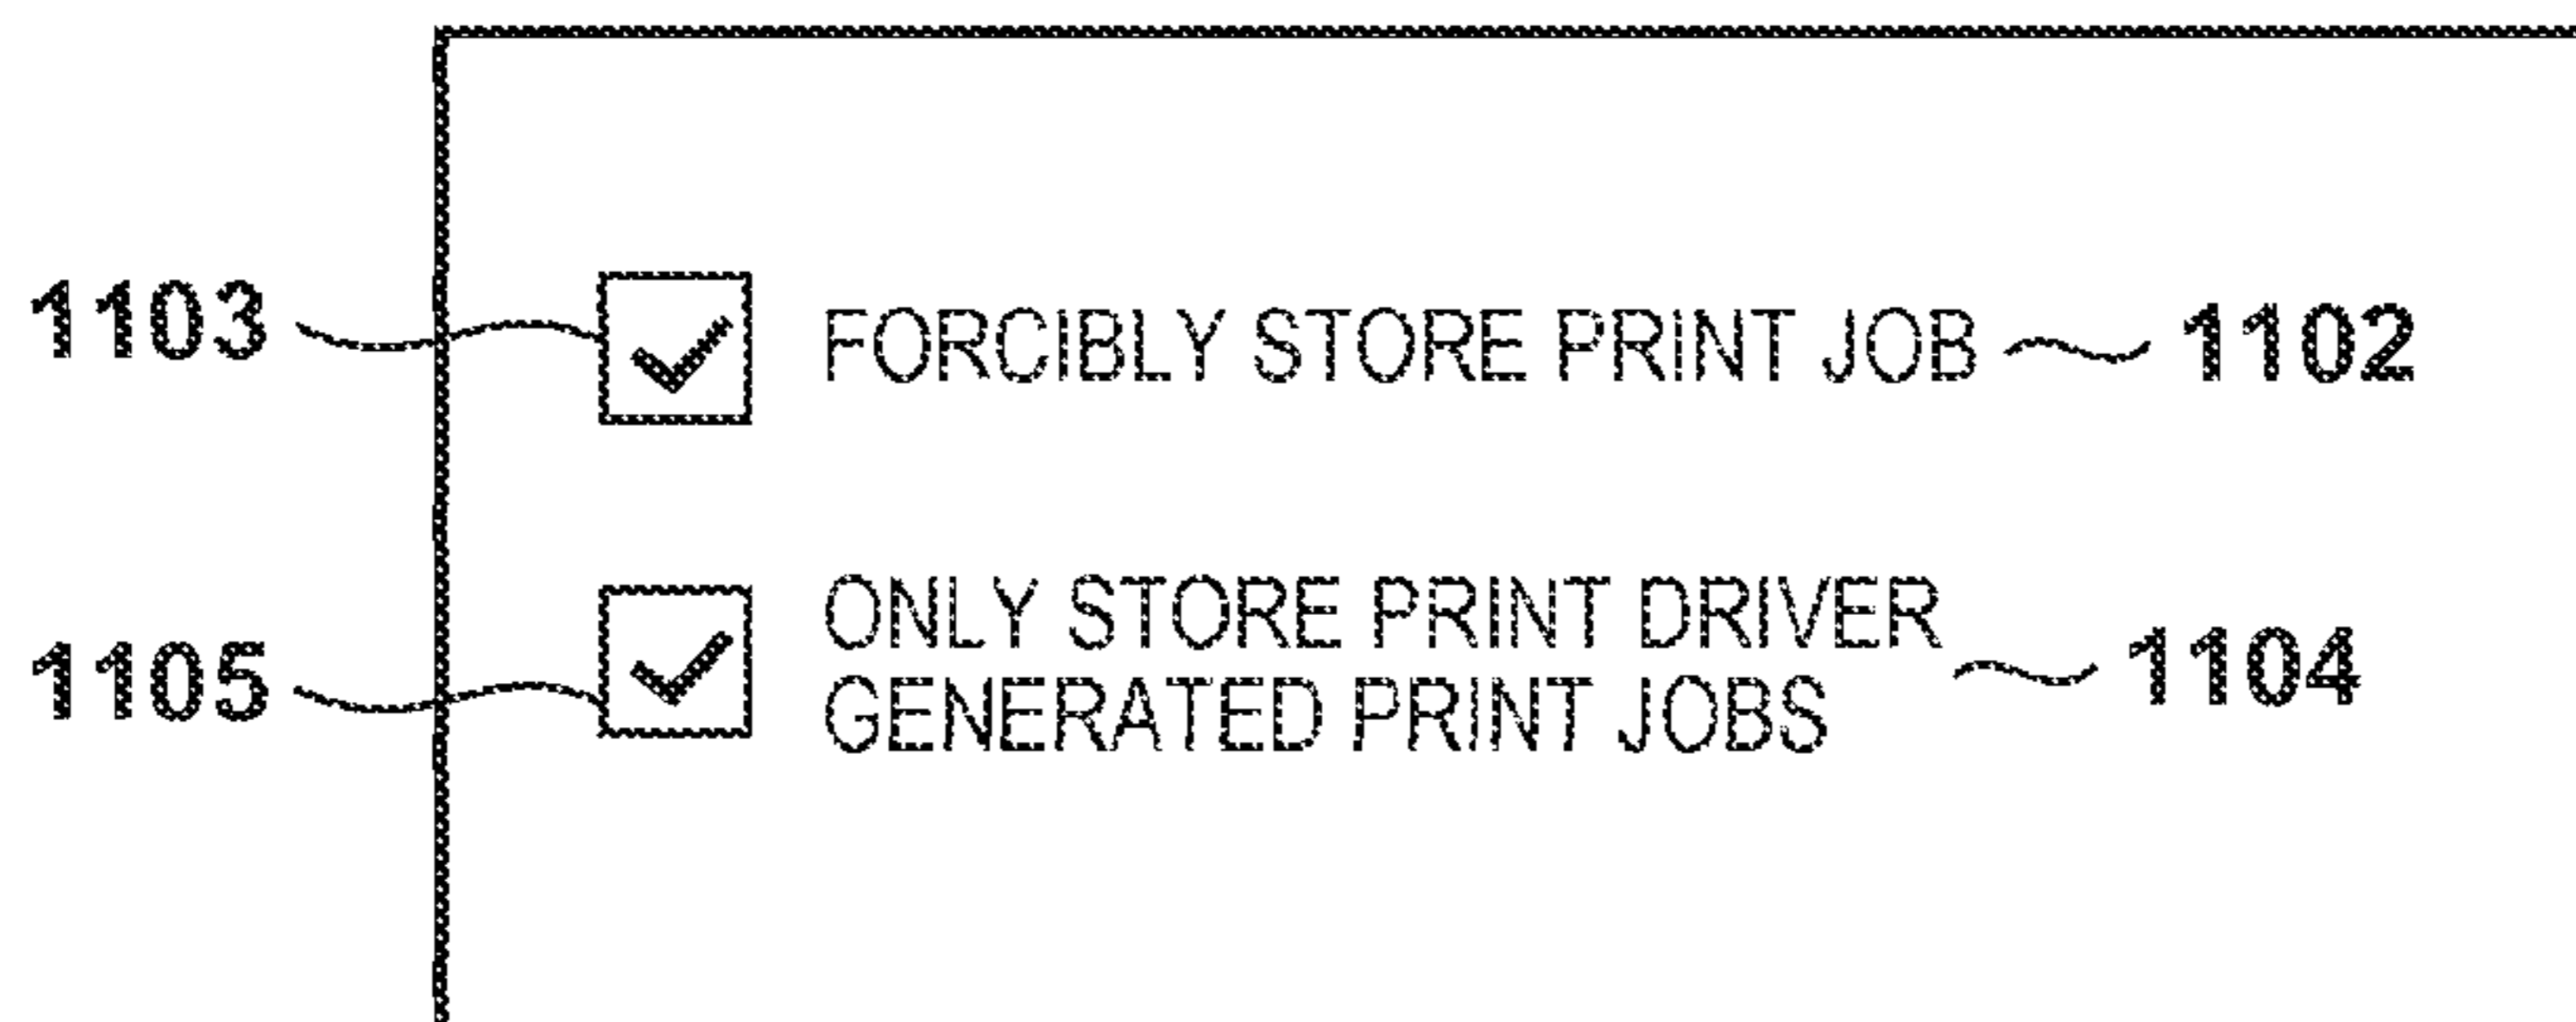 1103 FORCIBLY STORE PRINT JOB 1102
ONLY STORE PRINT DRIVER
1105 GENERATED PRINT JOBS 1104